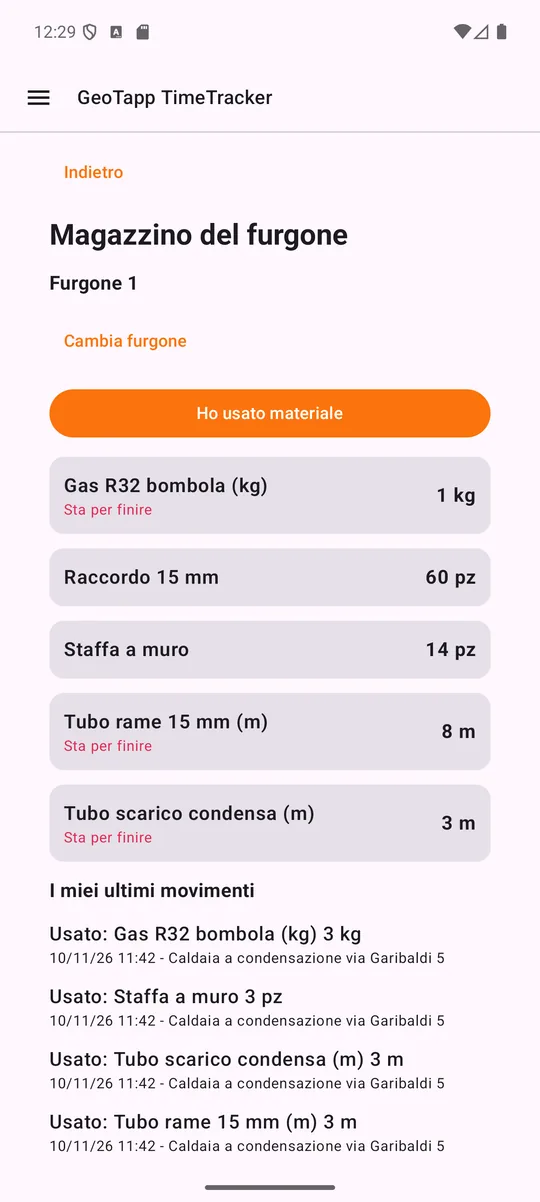 12:29
GeoTapp TimeTracker
Indietro
Magazzino del furgone
Furgone 1
Cambia furgone
Ho usato materiale
Gas R32 bombola (kg)
Sta per finire
1 kg
Raccordo 15 mm
60 pz
Staffa a muro
14 pz
Tubo rame 15 mm (m)
Sta per finire
8 m
Tubo scarico condensa (m)
Sta per finire
3 m
I miei ultimi movimenti
Usato: Gas R32 bombola (kg) 3 kg
10/11/26 11:42 - Caldaia a condensazione via Garibaldi 5
Usato: Staffa a muro 3 pz
10/11/26 11:42 - Caldaia a condensazione via Garibaldi 5
Usato: Tubo scarico condensa (m) 3 m
10/11/26 11:42 - Caldaia a condensazione via Garibaldi 5
Usato: Tubo rame 15 mm (m) 3 m
10/11/26 11:42 - Caldaia a condensazione via Garibaldi 5